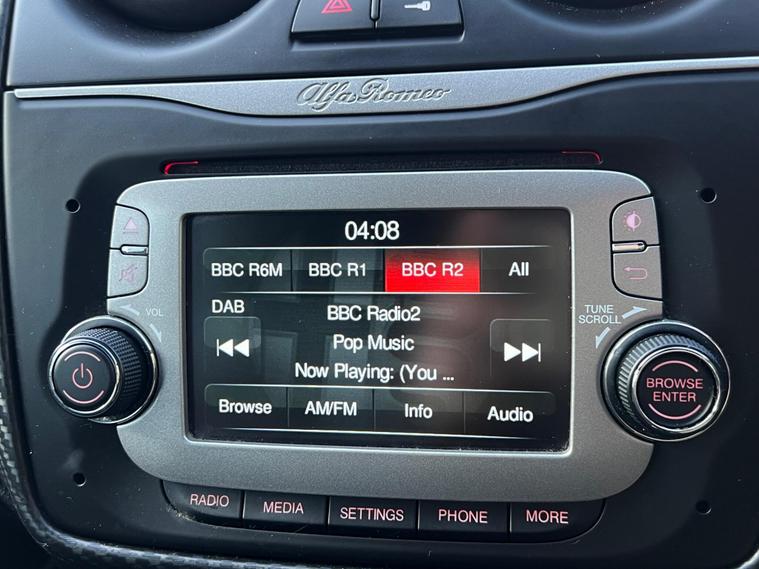 Alfa Romeo
04:08
BBC R6M BBC R1 BBC R2 All
DAB
BBC Radio2
Pop Music
Now Playing: (You ...
Browse AM/FM Info Audio
VOL
TUNE
SCROLL
BROWSE
ENTER
RADIO MEDIA SETTINGS PHONE MORE